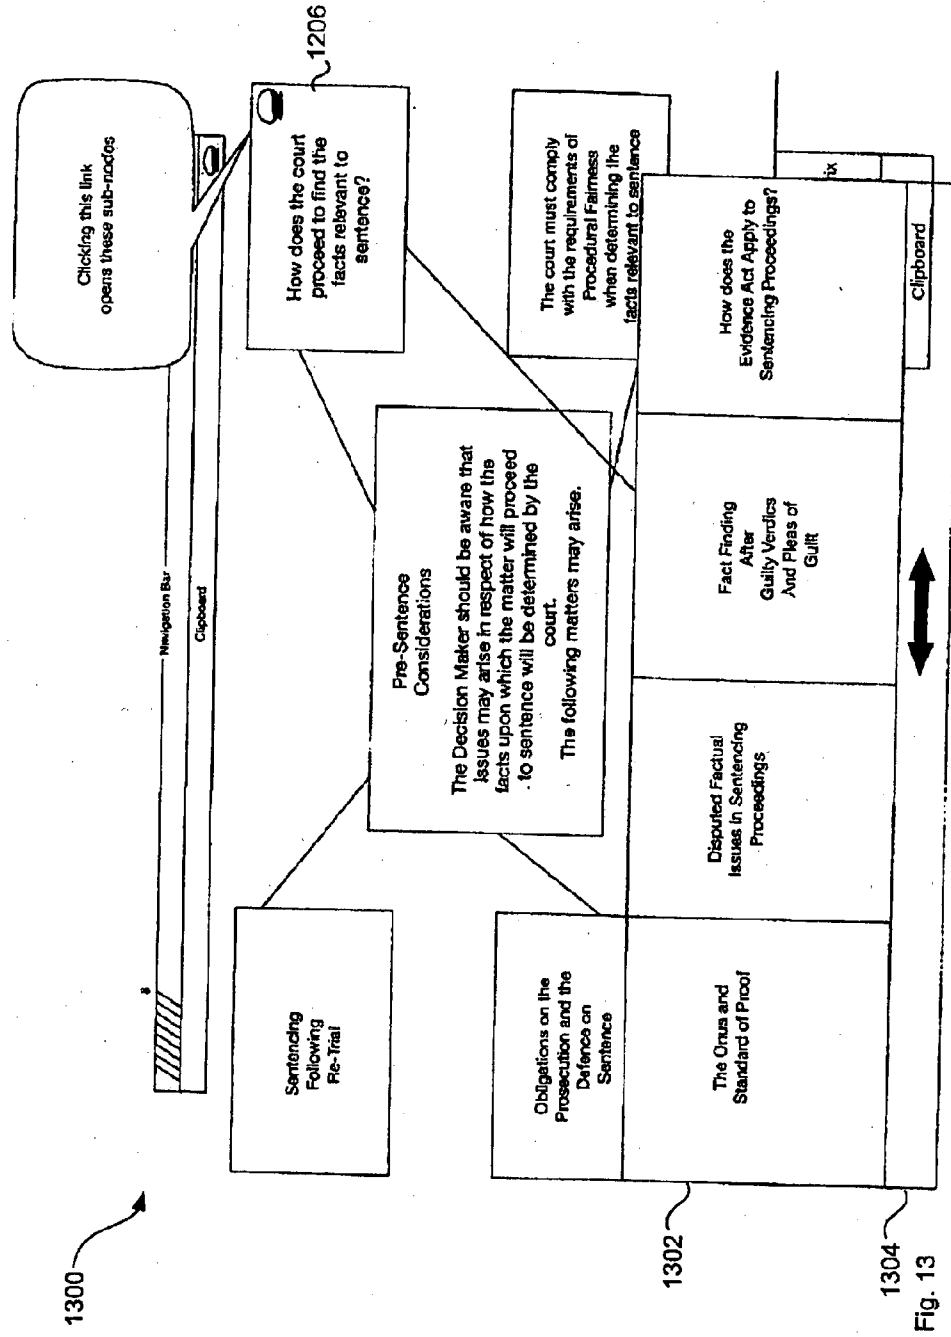 1300
Navigation Bar
Clipboard
Clicking this link
opens these sub-nodes
Sentencing
Following
Re-Trial
How does the court
proceed to find the
facts relevant to
sentence?
1206
Pre-Sentence
Considerations
The Decision Maker should be aware that
issues may arise in respect of how the
facts upon which the matter will proceed
to sentence will be determined by the
court.
The following matters may arise.
Obligations on the
Prosecution and the
Defence on
Sentence
The court must comply
with the requirements of
Procedural Fairness
when determining the
facts relevant to sentence
1302
The Onus and
Standard of Proof
Disputed Factual
Issues in Sentencing
Proceedings
Fact Finding
After
Guilty Verdics
And Pleas of
Guilt
How does the
Evidence Act Apply to
Sentencing Proceedings?
ix
Clipboard
1304
Fig. 13